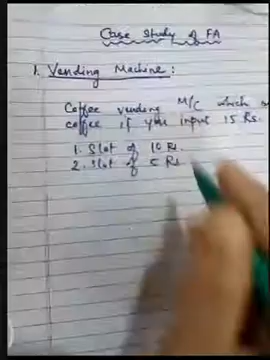 Case Study of FA
1. Vending Machine:
Coffee vending M/C which
coffee if you input 15 Rs.
1. Slot of 10 Rs.
2. Slot of 5 Rs.